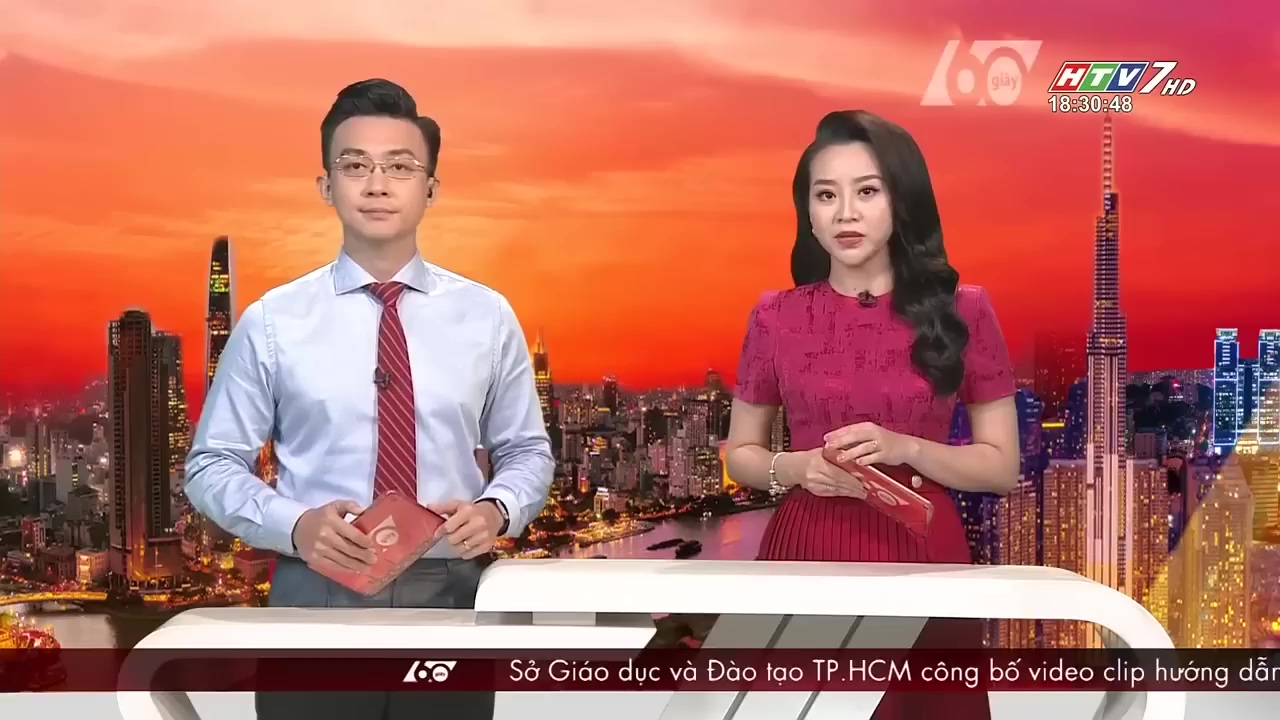 60 giây
HTV7 HD
18:30:48
60 giây Sở Giáo dục và Đào tạo TP.HCM công bố video clip hướng dẫn